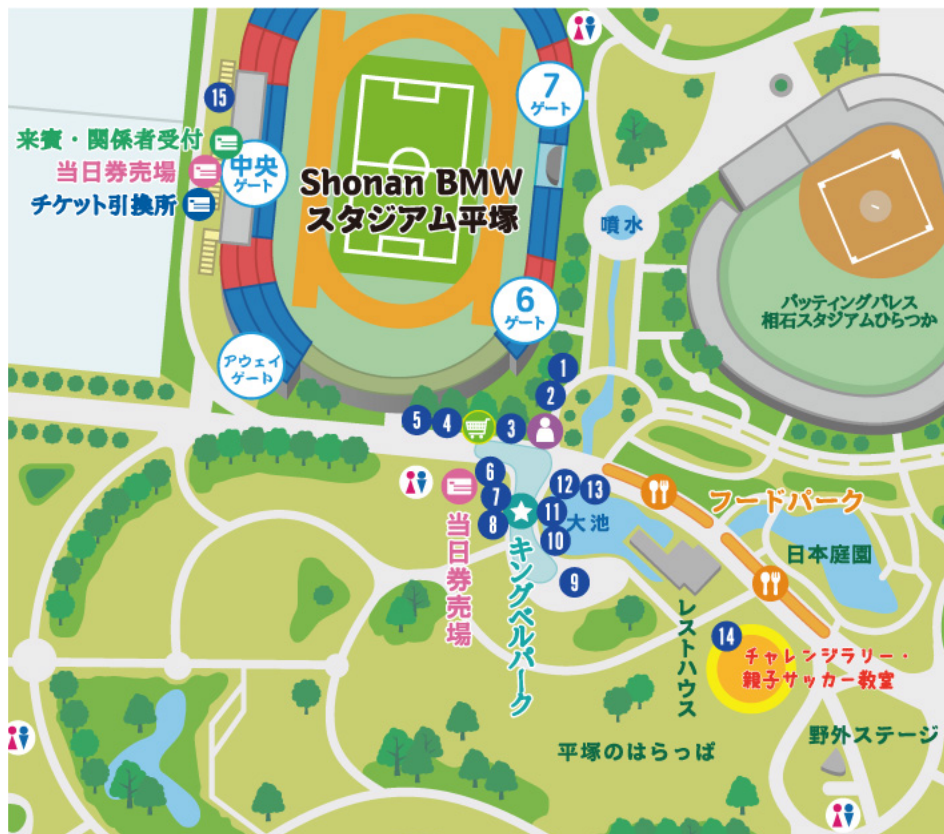 15
来賓・関係者受付
当日券売場
チケット引換所
中央
ゲート
Shonan BMW
スタジアム平塚
7
ゲート
噴水
6
ゲート
バッティングパレス
相石スタジアムひらつか
アウェイ
ゲート
1
2
3
4
5
6
7
8
当日券売場
キングベルパーク
12
13
11
大池
10
9
フードパーク
日本庭園
レストハウス
14
チャレンジラリー・
親子サッカー教室
平塚のはらっぱ
野外ステージ